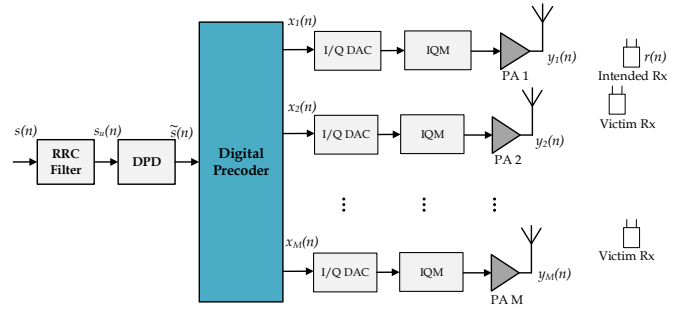 x1(n)
I/Q DAC
IQM
PA 1
y1(n)
r(n)
Intended Rx
Victim Rx
x2(n)
I/Q DAC
IQM
PA 2
y2(n)
s(n)
su(n)
s̃(n)
RRC
Filter
DPD
Digital
Precoder
xM(n)
I/Q DAC
IQM
PA M
yM(n)
Victim Rx